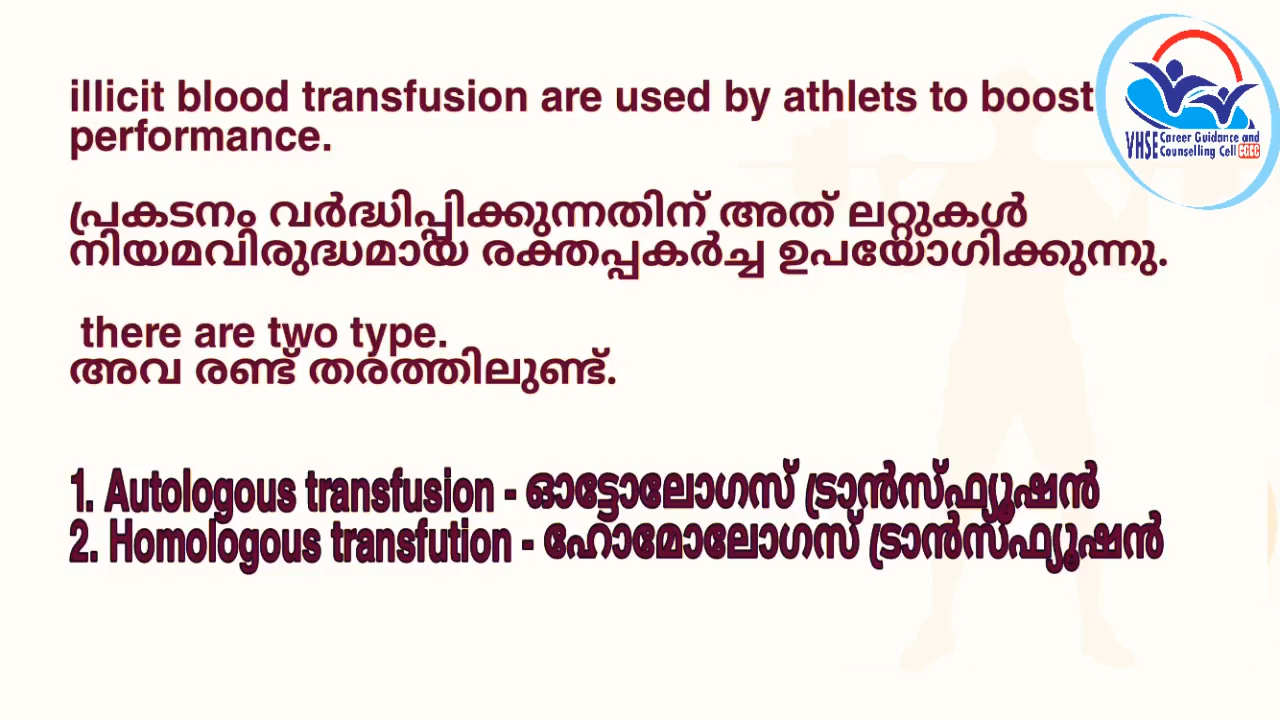 illicit blood transfusion are used by athlets to boost
performance.
പ്രകടനം വർദ്ധിപ്പിക്കുന്നതിന് അത് ലറ്റുകൾ
നിയമവിരുദ്ധമായ രക്തപ്പകർച്ച ഉപയോഗിക്കുന്നു.
there are two type.
അവ രണ്ട് തരത്തിലുണ്ട്.
1. Autologous transfusion - ഓട്ടോലോഗസ് ട്രാൻസ്ഫ്യൂഷൻ
2. Homologous transfution - ഹോമോലോഗസ് ട്രാൻസ്ഫ്യൂഷൻ
VHSE Career Guidance and
Counselling Cell CGCC